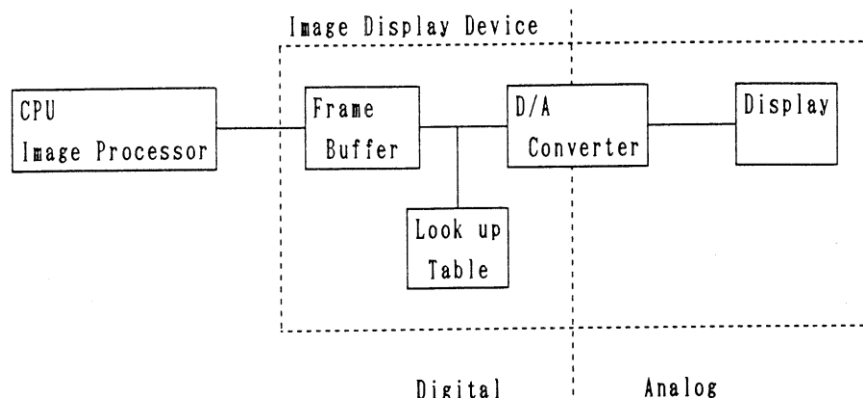 Image Display Device
CPU
Image Processor
Frame
Buffer
D/A
Converter
Display
Look up
Table
Digital
Analog